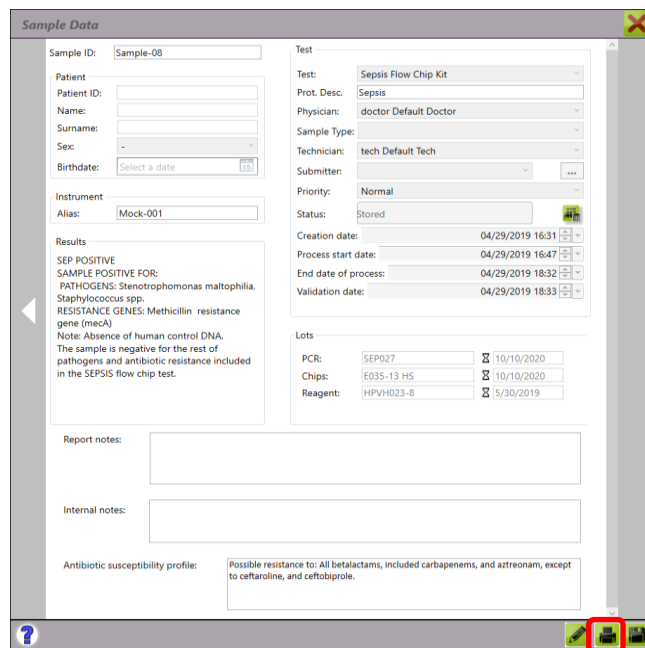 Sample Data
Sample ID: Sample-08
Patient
Patient ID:
Name:
Surname:
Sex: -
Birthdate: Select a date 15
Instrument
Alias: Mock-001
Results
SEP POSITIVE
SAMPLE POSITIVE FOR:
PATHOGENS: Stenotrophomonas maltophilia,
Staphylococcus spp.
RESISTANCE GENES: Methicillin resistance
gene (mecA)
Note: Absence of human control DNA.
The sample is negative for the rest of
pathogens and antibiotic resistance included
in the SEPSIS flow chip test.
Test
Test: Sepsis Flow Chip Kit
Prot. Desc. Sepsis
Physician: doctor Default Doctor
Sample Type:
Technician: tech Default Tech
Submitter: ...
Priority: Normal
Status: Stored
Creation date: 04/29/2019 16:31
Process start date: 04/29/2019 16:47
End date of process: 04/29/2019 18:32
Validation date: 04/29/2019 18:33
Lots
PCR: SEP027 10/10/2020
Chips: E035-13 HS 10/10/2020
Reagent: HPVH023-8 5/30/2019
Report notes:
Internal notes:
Antibiotic susceptibility profile: Possible resistance to: All betalactams, included carbapenems, and aztreonam, except
to ceftaroline, and ceftobiprole.
?